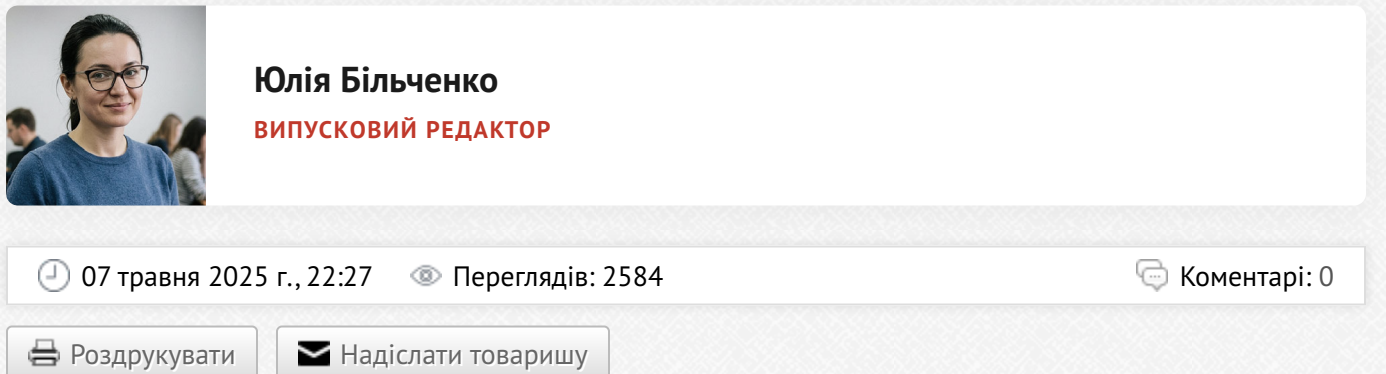 Юлія Більченко
ВИПУСКОВИЙ РЕДАКТОР
07 травня 2025 г., 22:27 Переглядів: 2584 Коментарі: 0
Роздрукувати Надіслати товаришу